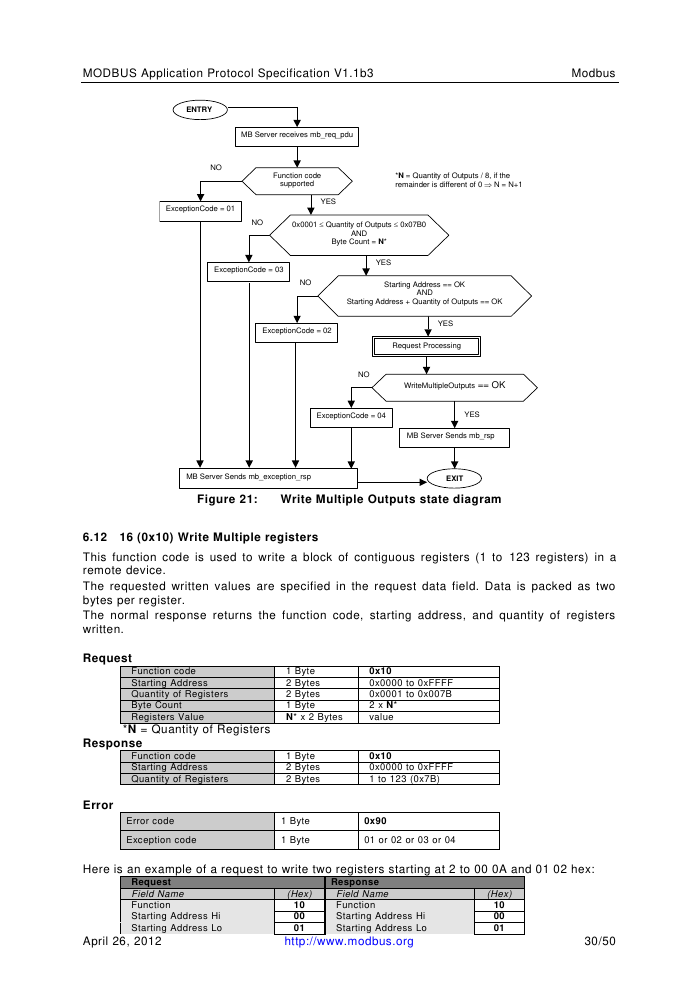 MODBUS Application Protocol Specification V1.1b3 Modbus
ENTRY
MB Server receives mb_req_pdu
NO
Function code
supported
*N = Quantity of Outputs / 8, if the
remainder is different of 0 ⇒ N = N+1
YES
ExceptionCode = 01
NO
0x0001 ≤ Quantity of Outputs ≤ 0x07B0
AND
Byte Count = N*
YES
ExceptionCode = 03
NO
Starting Address == OK
AND
Starting Address + Quantity of Outputs == OK
YES
ExceptionCode = 02
Request Processing
NO
WriteMultipleOutputs == OK
ExceptionCode = 04
YES
MB Server Sends mb_rsp
MB Server Sends mb_exception_rsp
EXIT
Figure 21: Write Multiple Outputs state diagram
6.12 16 (0x10) Write Multiple registers
This function code is used to write a block of contiguous registers (1 to 123 registers) in a
remote device.
The requested written values are specified in the request data field. Data is packed as two
bytes per register.
The normal response returns the function code, starting address, and quantity of registers
written.
Request
Function code 1 Byte 0x10
Starting Address 2 Bytes 0x0000 to 0xFFFF
Quantity of Registers 2 Bytes 0x0001 to 0x007B
Byte Count 1 Byte 2 x N*
Registers Value N* x 2 Bytes value
*N = Quantity of Registers
Response
Function code 1 Byte 0x10
Starting Address 2 Bytes 0x0000 to 0xFFFF
Quantity of Registers 2 Bytes 1 to 123 (0x7B)
Error
Error code 1 Byte 0x90
Exception code 1 Byte 01 or 02 or 03 or 04
Here is an example of a request to write two registers starting at 2 to 00 0A and 01 02 hex:
Request Response
Field Name (Hex) Field Name (Hex)
Function 10 Function 10
Starting Address Hi 00 Starting Address Hi 00
Starting Address Lo 01 Starting Address Lo 01
April 26, 2012 http://www.modbus.org 30/50